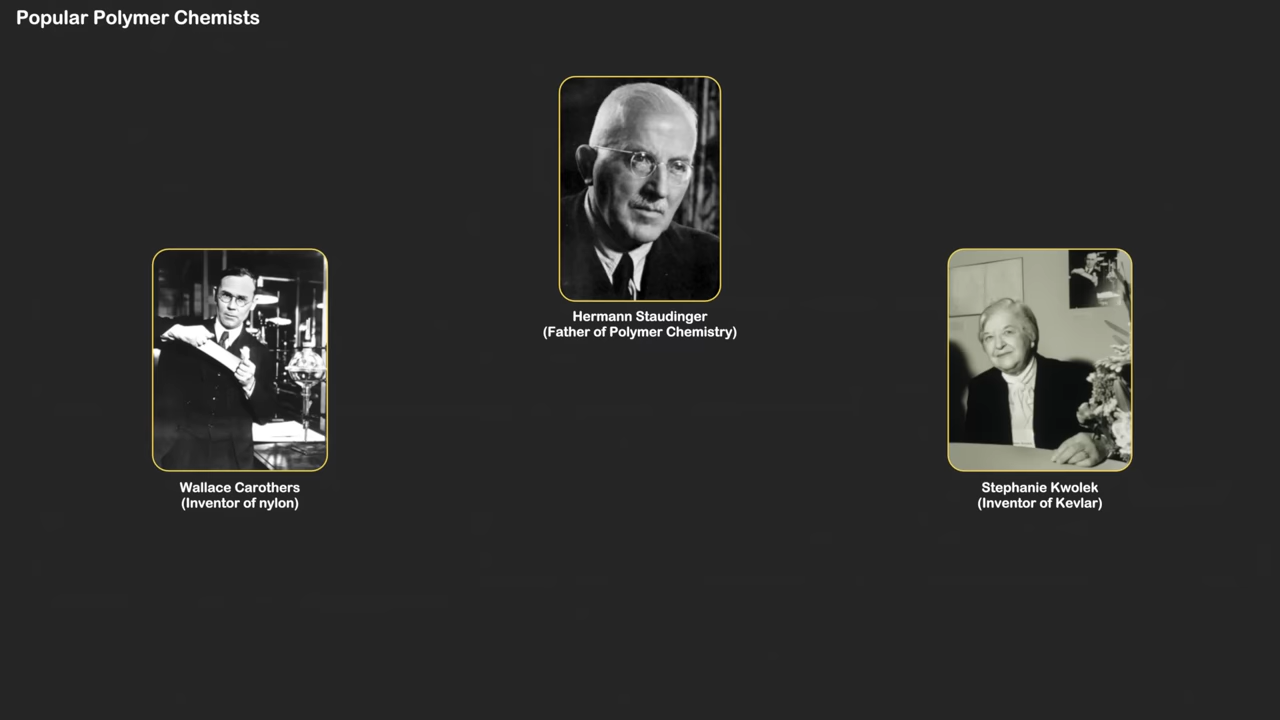 Popular Polymer Chemists
Hermann Staudinger
(Father of Polymer Chemistry)
Wallace Carothers
(Inventor of nylon)
Stephanie Kwolek
(Inventor of Kevlar)